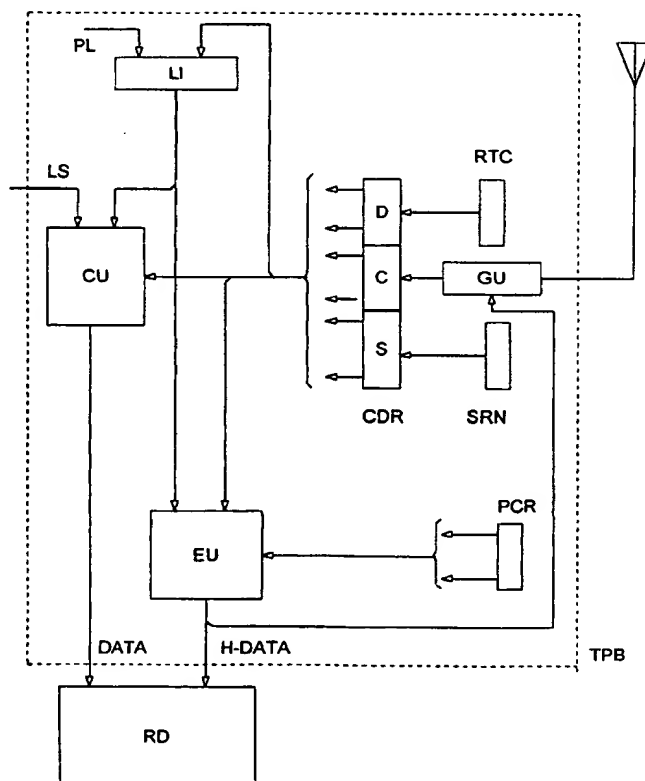 PL
LI
RTC
LS
D
CU
C
GU
S
CDR
SRN
PCR
EU
DATA
H-DATA
TPB
RD